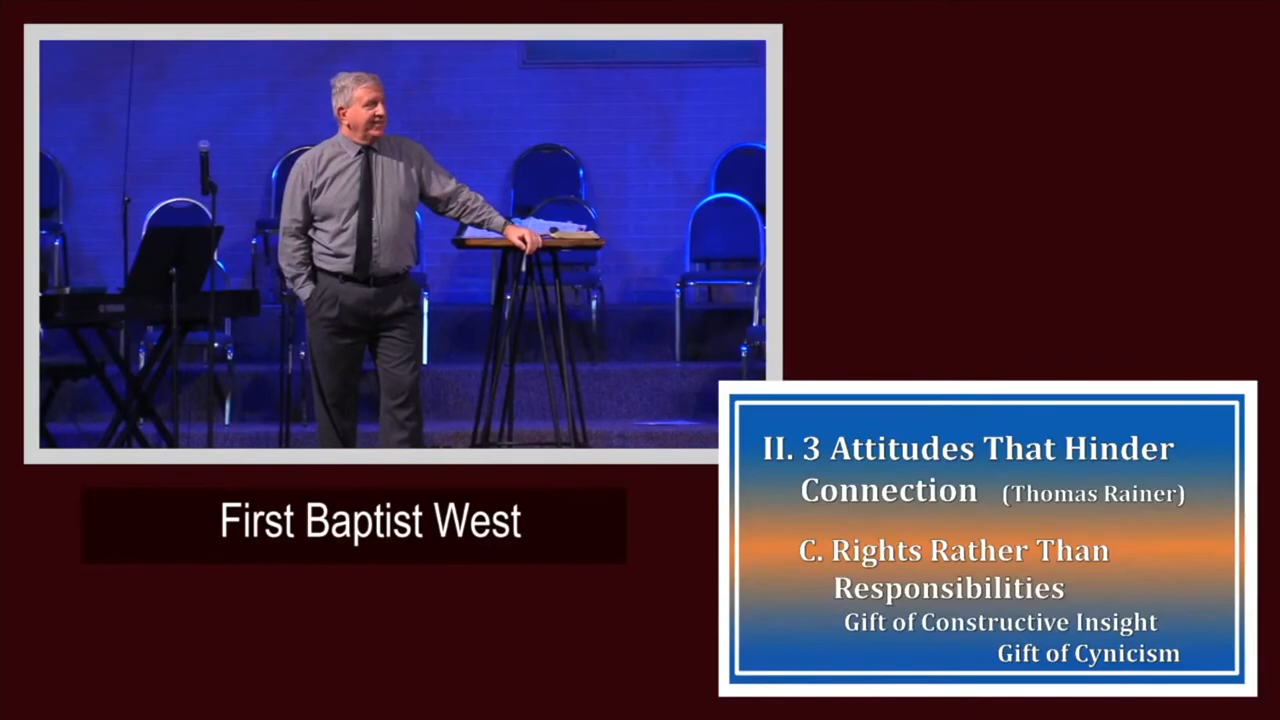 First Baptist West
II. 3 Attitudes That Hinder
Connection (Thomas Rainer)
C. Rights Rather Than
Responsibilities
Gift of Constructive Insight
Gift of Cynicism